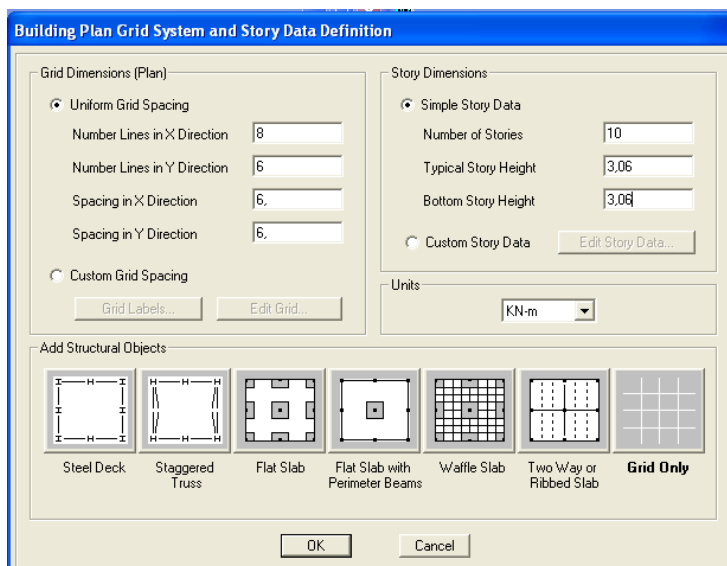 Building Plan Grid System and Story Data Definition
Grid Dimensions (Plan)
Uniform Grid Spacing
Number Lines in X Direction 8
Number Lines in Y Direction 6
Spacing in X Direction 6,
Spacing in Y Direction 6,
Custom Grid Spacing
Grid Labels... Edit Grid...
Story Dimensions
Simple Story Data
Number of Stories 10
Typical Story Height 3,06
Bottom Story Height 3,06
Custom Story Data Edit Story Data...
Units
KN-m
Add Structural Objects
Steel Deck
Staggered
Truss
Flat Slab
Flat Slab with
Perimeter Beams
Waffle Slab
Two Way or
Ribbed Slab
Grid Only
OK Cancel